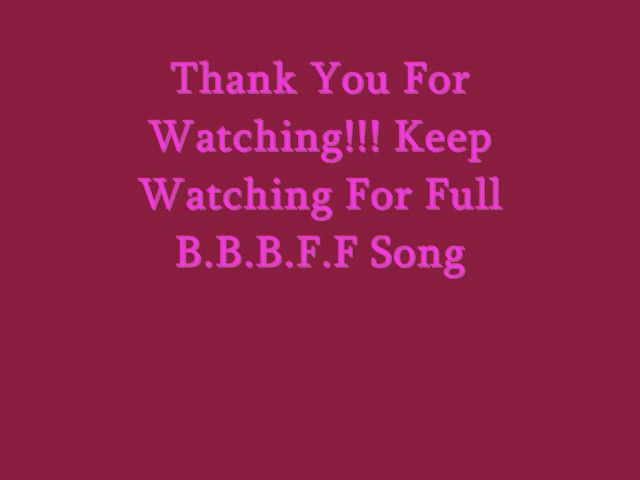 Thank You For
Watching!!! Keep
Watching For Full
B.B.B.F.F Song